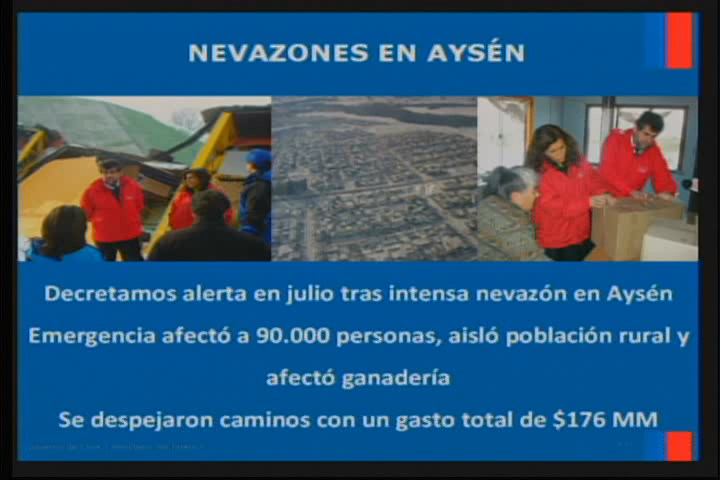 NEVAZONES EN AYSÉN
Decretamos alerta en julio tras intensa nevazón en Aysén
Emergencia afectó a 90.000 personas, aisló población rural y
afectó ganadería
Se despejaron caminos con un gasto total de $176 MM